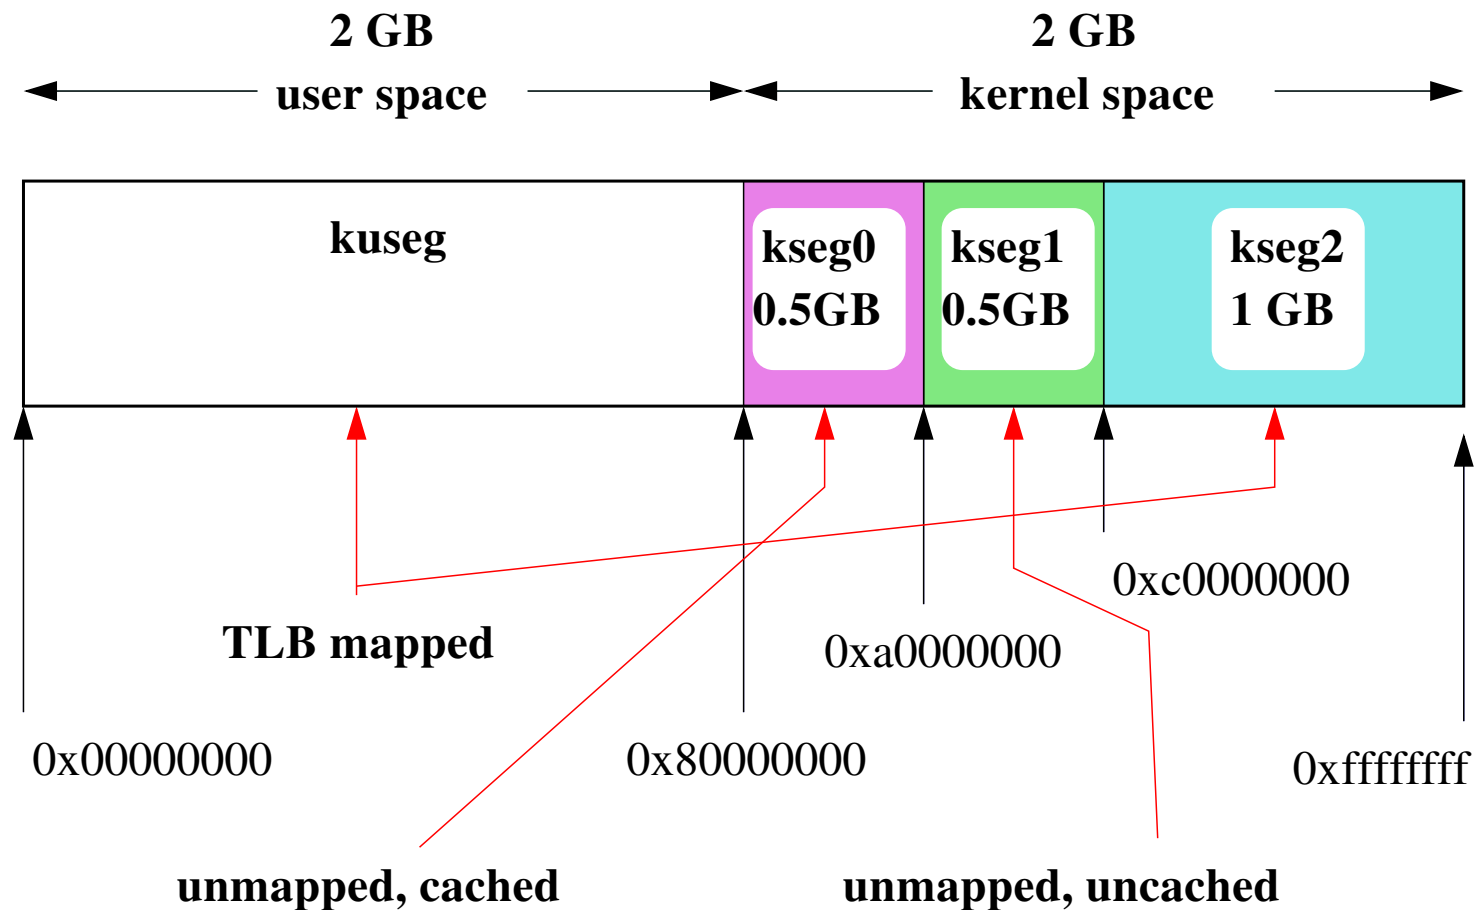 2 GB
user space
2 GB
kernel space
kuseg
kseg0
0.5GB
kseg1
0.5GB
kseg2
1 GB
0xc0000000
TLB mapped
0xa0000000
0x00000000
0x80000000
0xffffffff
unmapped, cached
unmapped, uncached